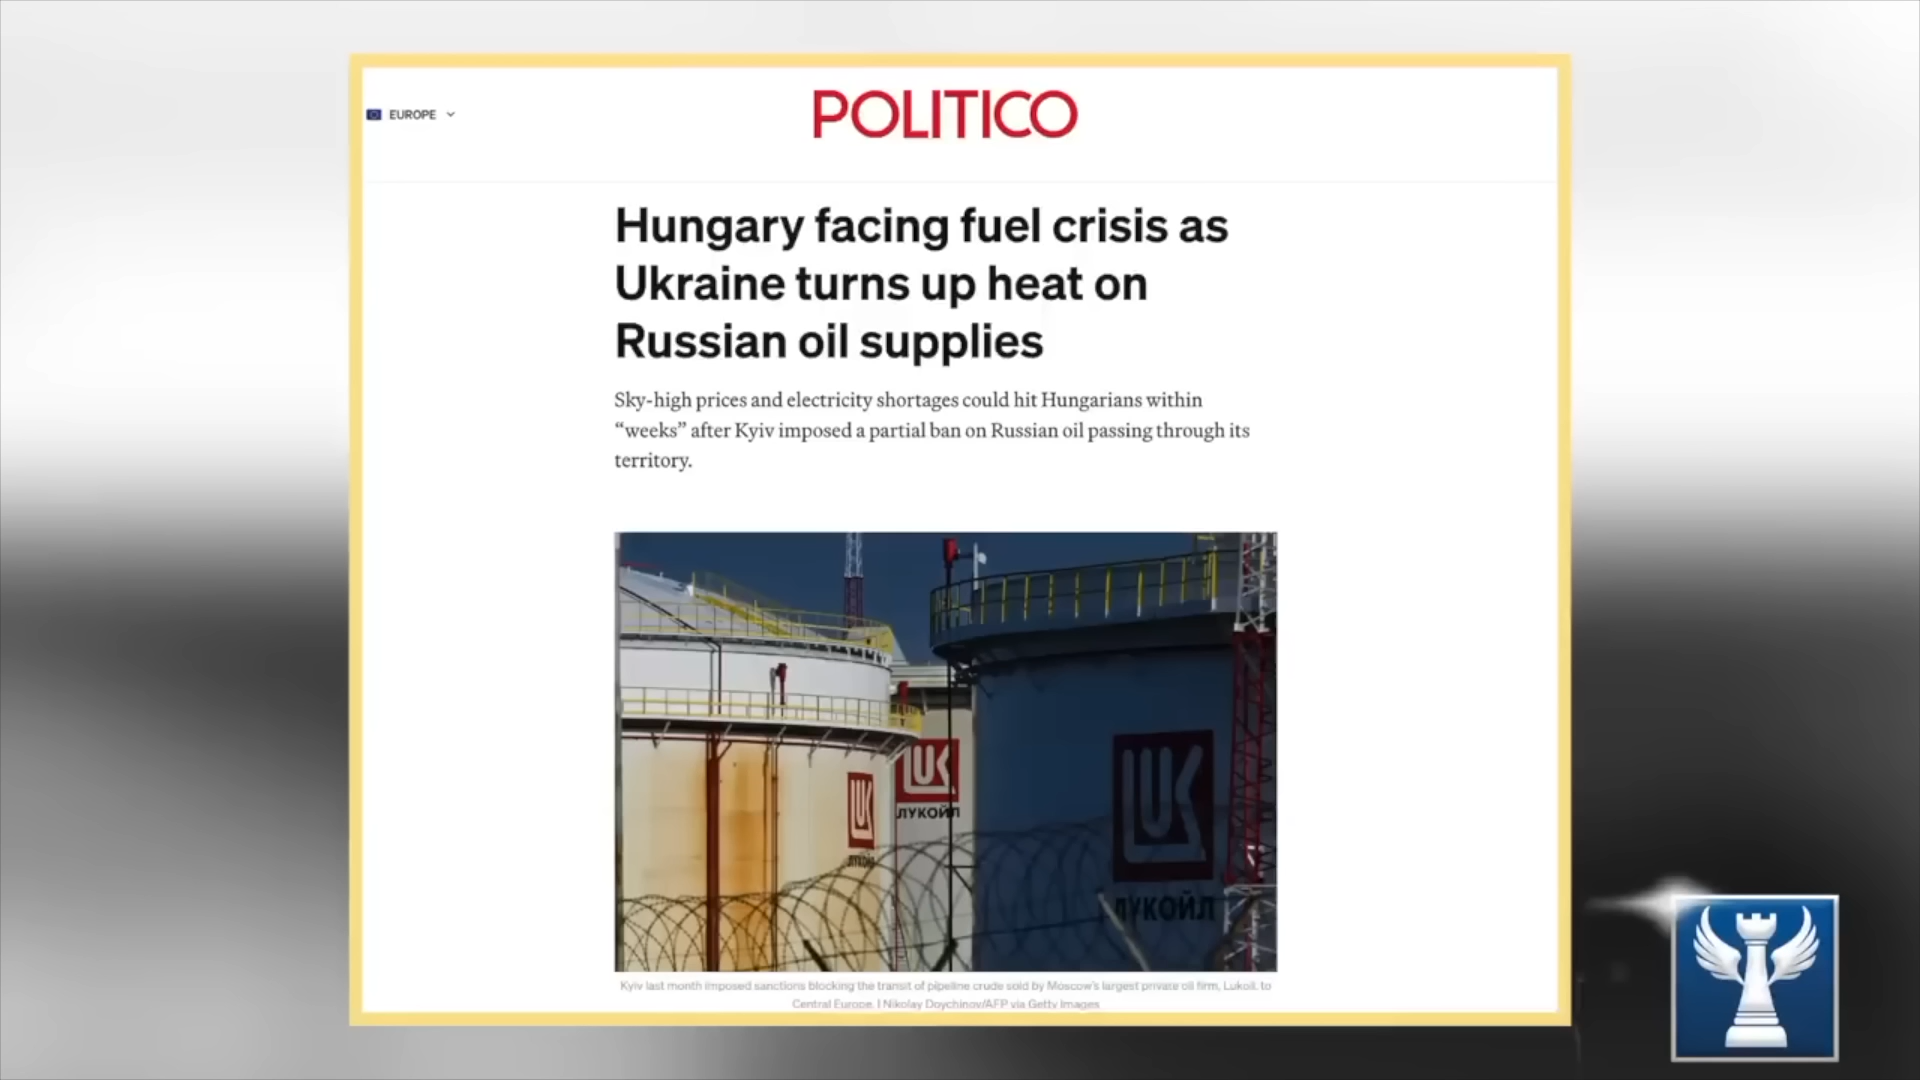 EUROPE
POLITICO
Hungary facing fuel crisis as
Ukraine turns up heat on
Russian oil supplies
Sky-high prices and electricity shortages could hit Hungarians within
“weeks” after Kyiv imposed a partial ban on Russian oil passing through its
territory.
LUK
ЛУКОЙЛ
LUK
ЛУКОЙЛ
LUK
ЛУКОЙЛ
Kyiv last month imposed sanctions blocking the transit of pipeline crude sold by Moscow's largest private oil firm, Lukoil, to
Central Europe. | Nikolay Doychinov/AFP via Getty Images